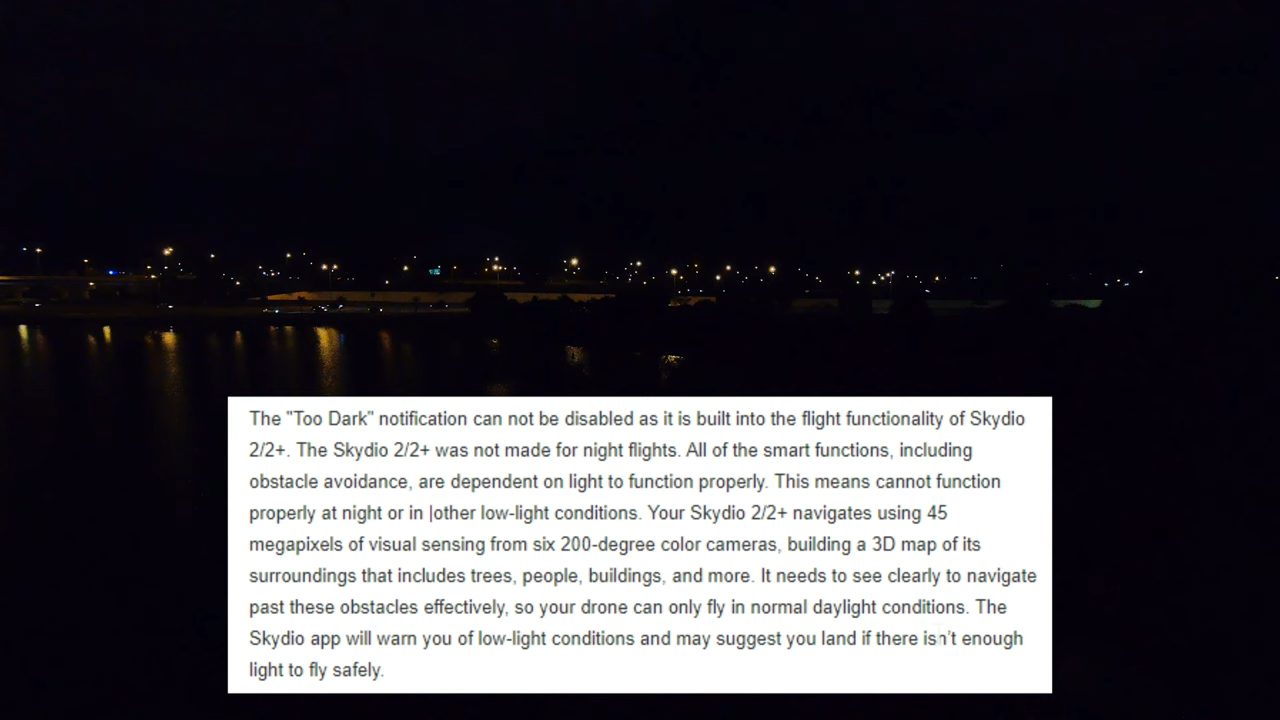 The "Too Dark" notification can not be disabled as it is built into the flight functionality of Skydio
2/2+. The Skydio 2/2+ was not made for night flights. All of the smart functions, including
obstacle avoidance, are dependent on light to function properly. This means cannot function
properly at night or in |other low-light conditions. Your Skydio 2/2+ navigates using 45
megapixels of visual sensing from six 200-degree color cameras, building a 3D map of its
surroundings that includes trees, people, buildings, and more. It needs to see clearly to navigate
past these obstacles effectively, so your drone can only fly in normal daylight conditions. The
Skydio app will warn you of low-light conditions and may suggest you land if there isn't enough
light to fly safely.